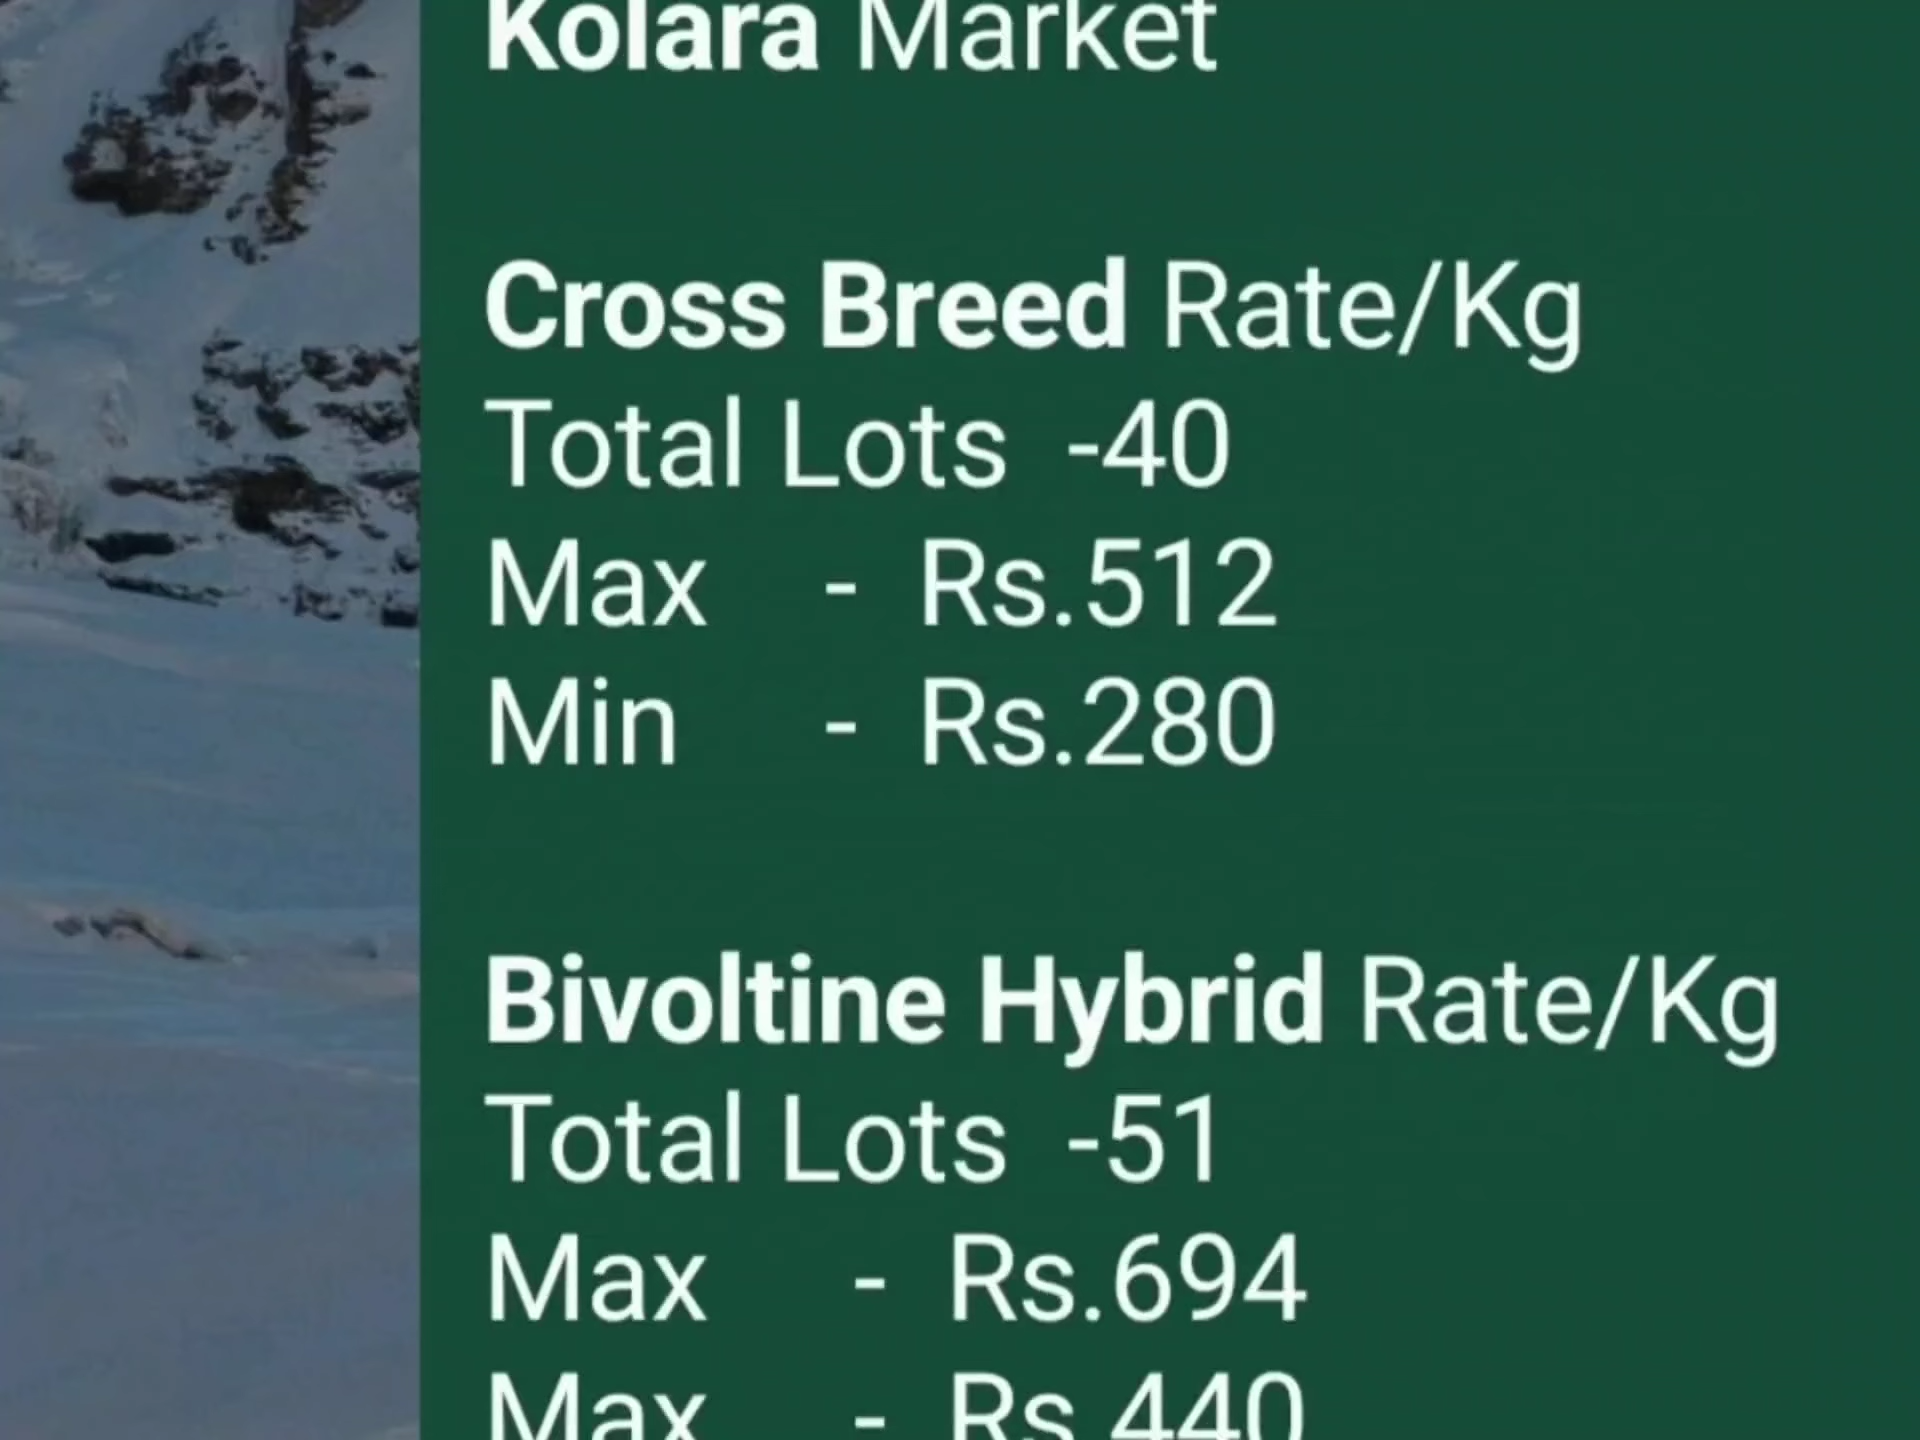 Kolara Market
Cross Breed Rate/Kg
Total Lots -40
Max - Rs.512
Min - Rs.280
Bivoltine Hybrid Rate/Kg
Total Lots -51
Max - Rs.694
Max - Rs.440